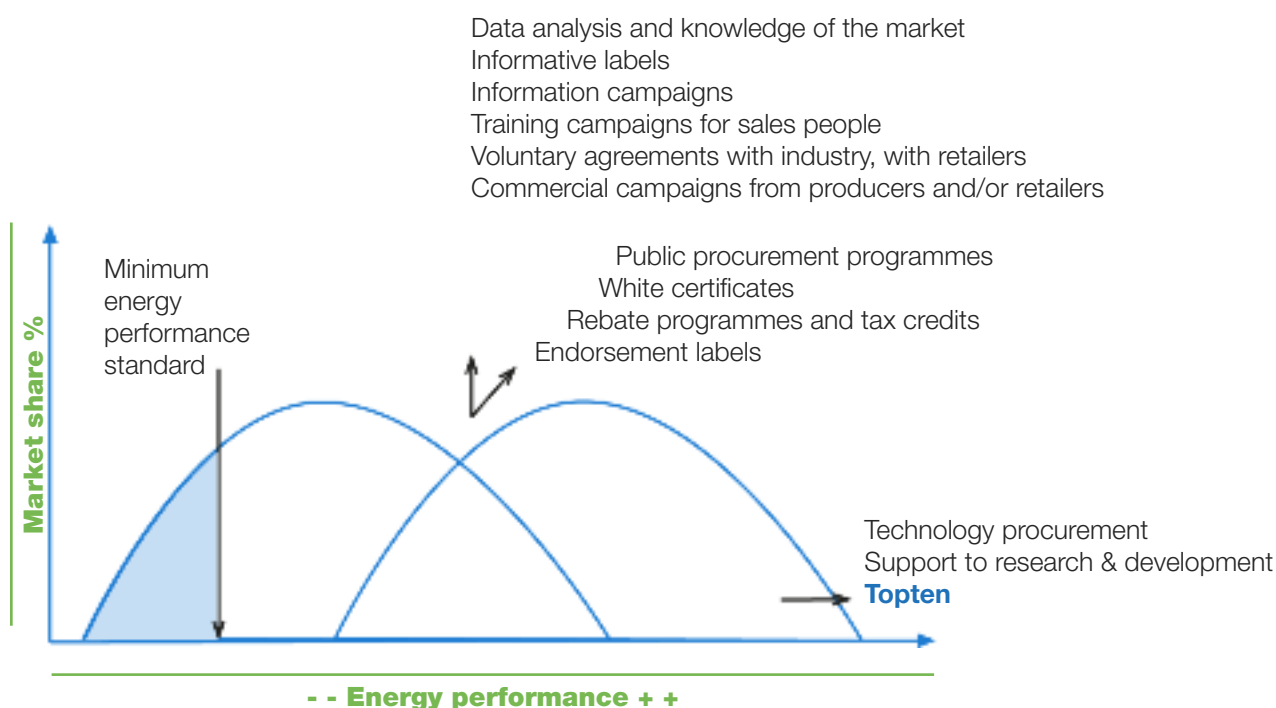 Data analysis and knowledge of the market
Informative labels
Information campaigns
Training campaigns for sales people
Voluntary agreements with industry, with retailers
Commercial campaigns from producers and/or retailers
Public procurement programmes
White certificates
Rebate programmes and tax credits
Endorsement labels
Minimum
energy
performance
standard
Market share %
Technology procurement
Support to research & development
Topten
- - Energy performance + +